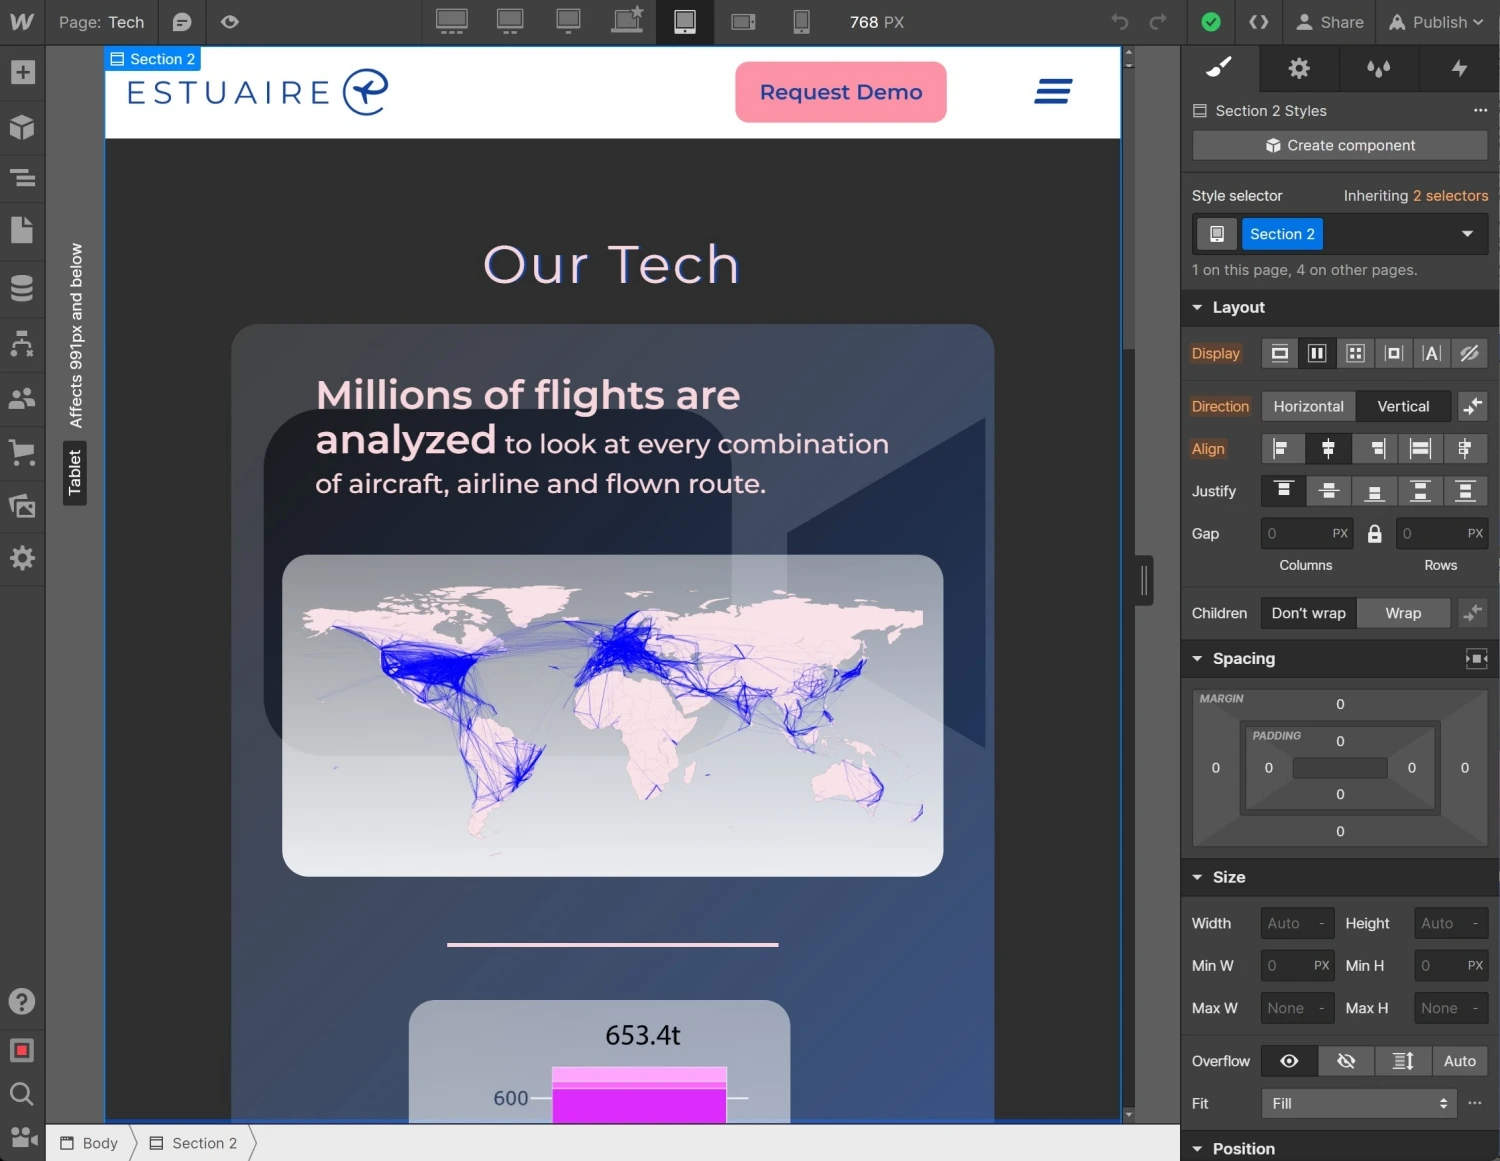 Page: Tech
768 PX
Share
Publish
Section 2
ESTUAIRE
Request Demo
Affects 991px and below
Tablet
Our Tech
Millions of flights are
analyzed to look at every combination
of aircraft, airline and flown route.
653.4t
600
Body
Section 2
Section 2 Styles
Create component
Style selector
Inheriting 2 selectors
Section 2
1 on this page, 4 on other pages.
Layout
Display
A
Direction
Horizontal
Vertical
Align
Justify
Gap
0 PX
0 PX
Columns
Rows
Children
Don't wrap
Wrap
Spacing
MARGIN
0
PADDING
0
0
0
0
0
0
0
Size
Width
Auto -
Height
Auto -
Min W
0 PX
Min H
0 PX
Max W
None -
Max H
None -
Overflow
Auto
Fit
Fill
Position